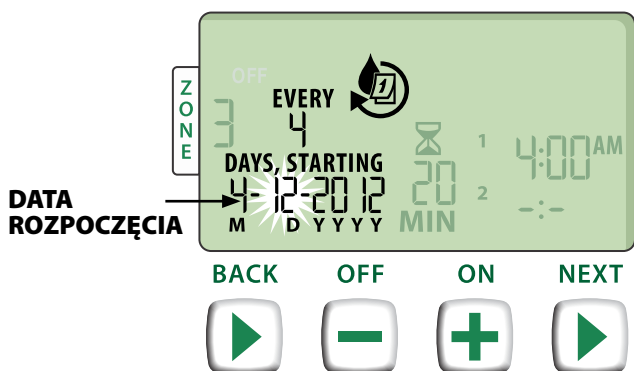 OFF
ZONE
3
EVERY
4
DAYS, STARTING
4-12-2012
M D Y Y Y Y
20
MIN
1 4:00AM
2 -:-
DATA
ROZPOCZĘCIA
BACK OFF ON NEXT